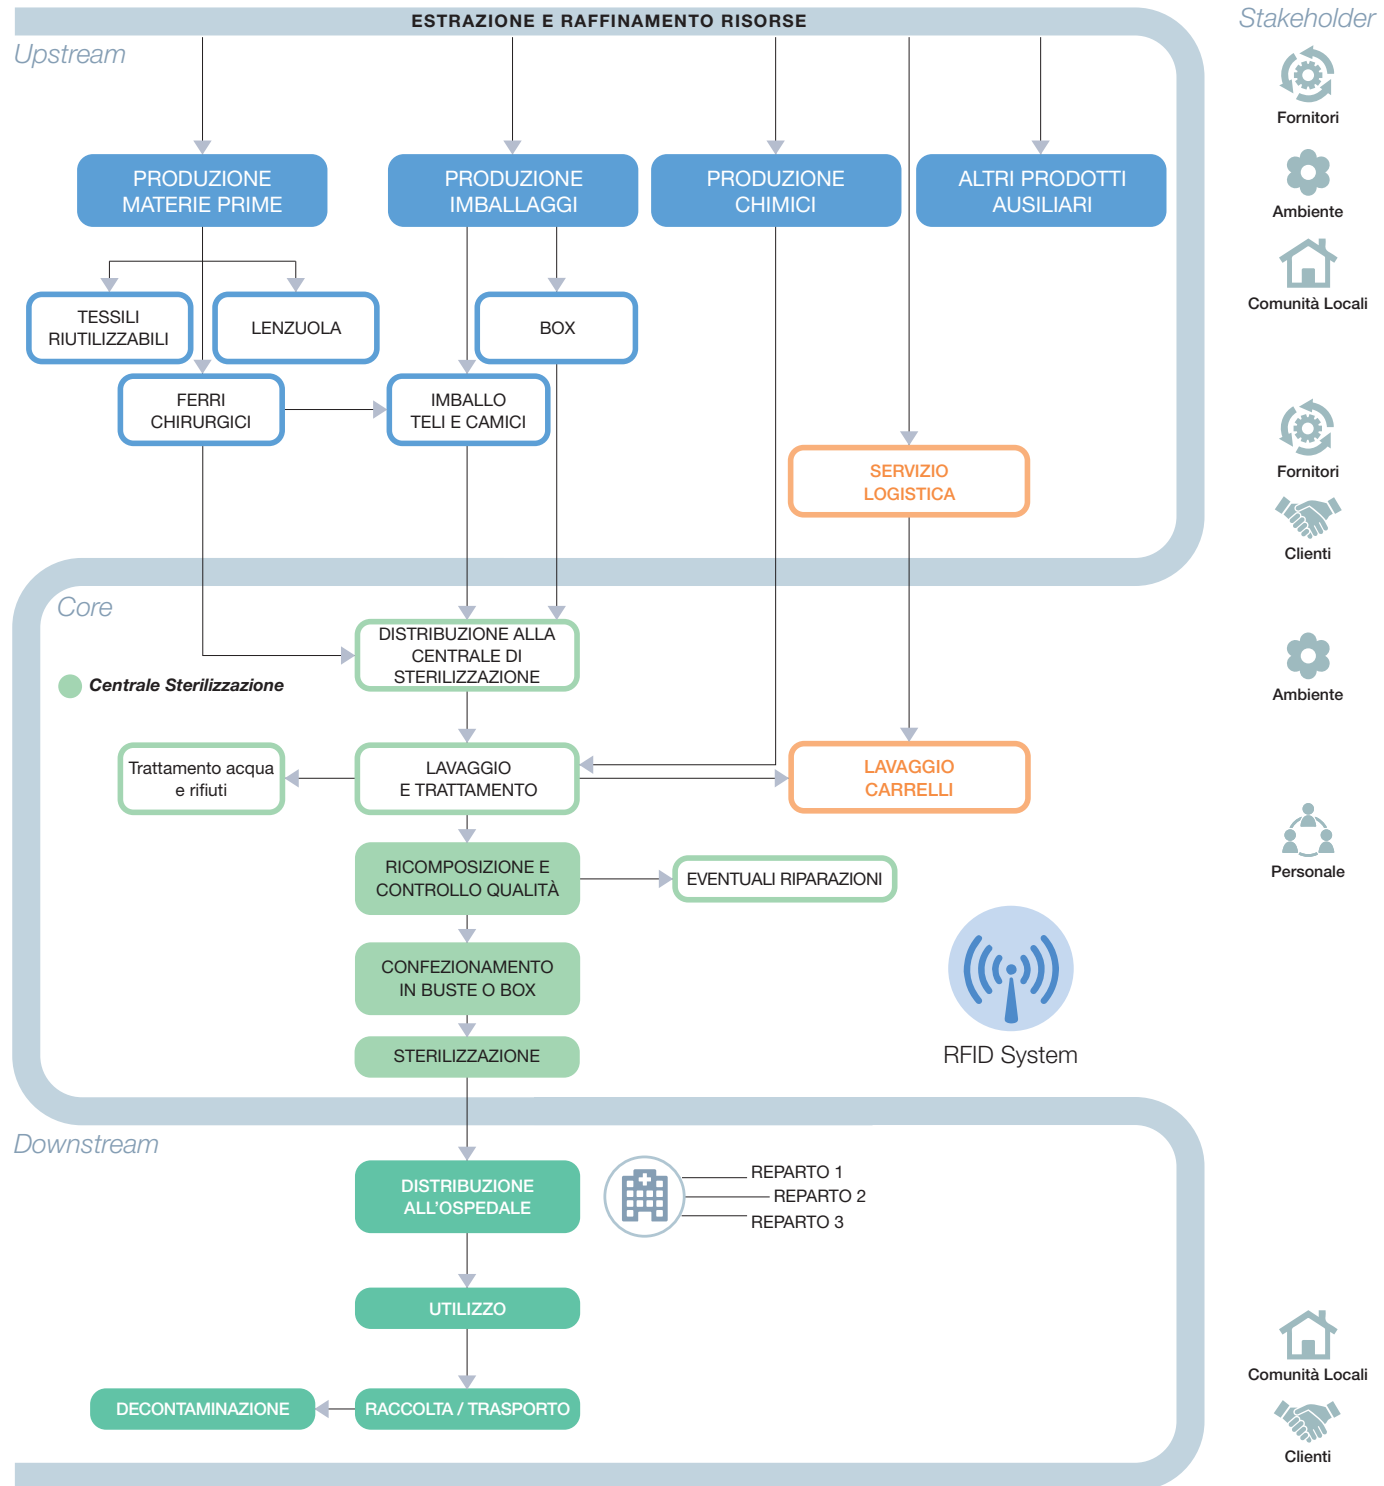 ESTRAZIONE E RAFFINAMENTO RISORSE
Stakeholder
Upstream
Fornitori
PRODUZIONE
MATERIE PRIME
PRODUZIONE
IMBALLAGGI
PRODUZIONE
CHIMICI
ALTRI PRODOTTI
AUSILIARI
Ambiente
Comunità Locali
TESSILI
RIUTILIZZABILI
LENZUOLA
BOX
FERRI
CHIRURGICI
IMBALLO
TELI E CAMICI
SERVIZIO
LOGISTICA
Fornitori
Clienti
Core
DISTRIBUZIONE ALLA
CENTRALE DI
STERILIZZAZIONE
Centrale Sterilizzazione
Ambiente
Trattamento acqua
e rifiuti
LAVAGGIO
E TRATTAMENTO
LAVAGGIO
CARRELLI
RICOMPOSIZIONE E
CONTROLLO QUALITÀ
EVENTUALI RIPARAZIONI
Personale
CONFEZIONAMENTO
IN BUSTE O BOX
STERILIZZAZIONE
RFID System
Downstream
DISTRIBUZIONE
ALL'OSPEDALE
REPARTO 1
REPARTO 2
REPARTO 3
UTILIZZO
DECONTAMINAZIONE
RACCOLTA / TRASPORTO
Comunità Locali
Clienti